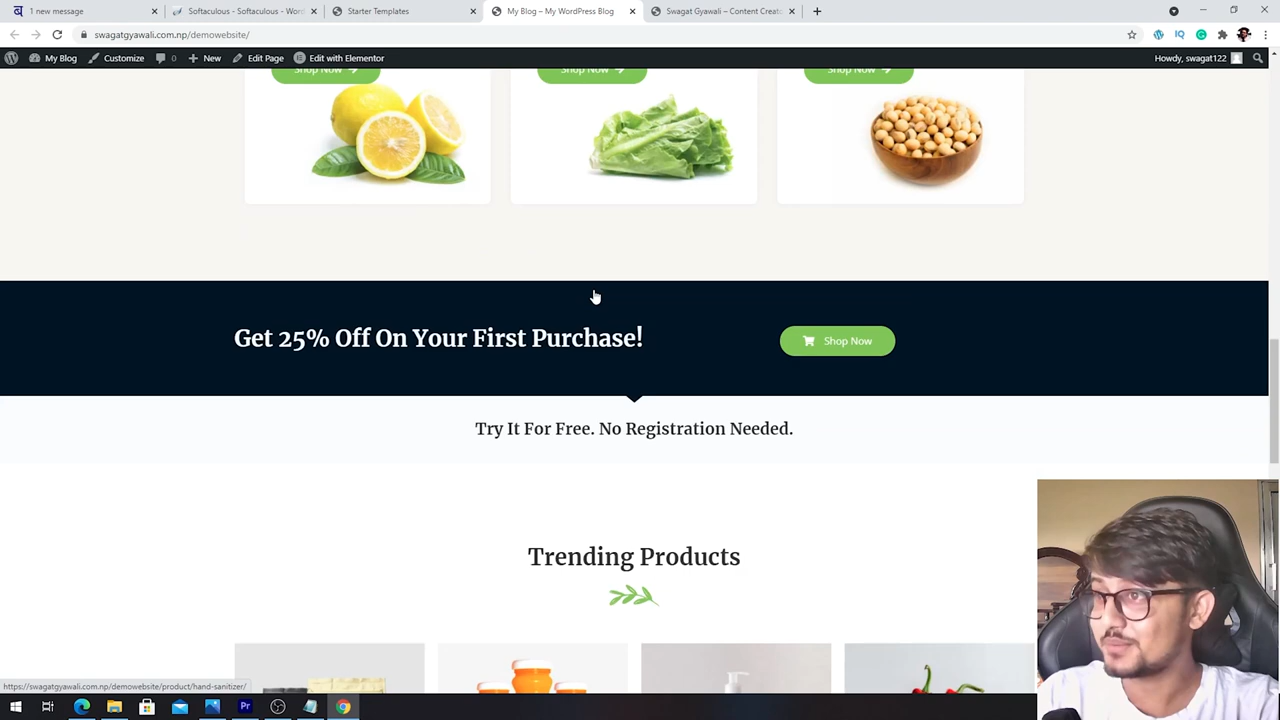 1 new message
Softaculous - Softaculous - Wor
Starter Templates
My Blog – My WordPress Blog
Swagat Gyawali – Content Creato
swagatgyawali.com.np/demowebsite/
My Blog
Customize
0
New
Edit Page
Edit with Elementor
Howdy, swagat122
Shop Now →
Shop Now →
Shop Now →
Get 25% Off On Your First Purchase!
Shop Now
Try It For Free. No Registration Needed.
Trending Products
https://swagatgyawali.com.np/demowebsite/product/hand-sanitizer/